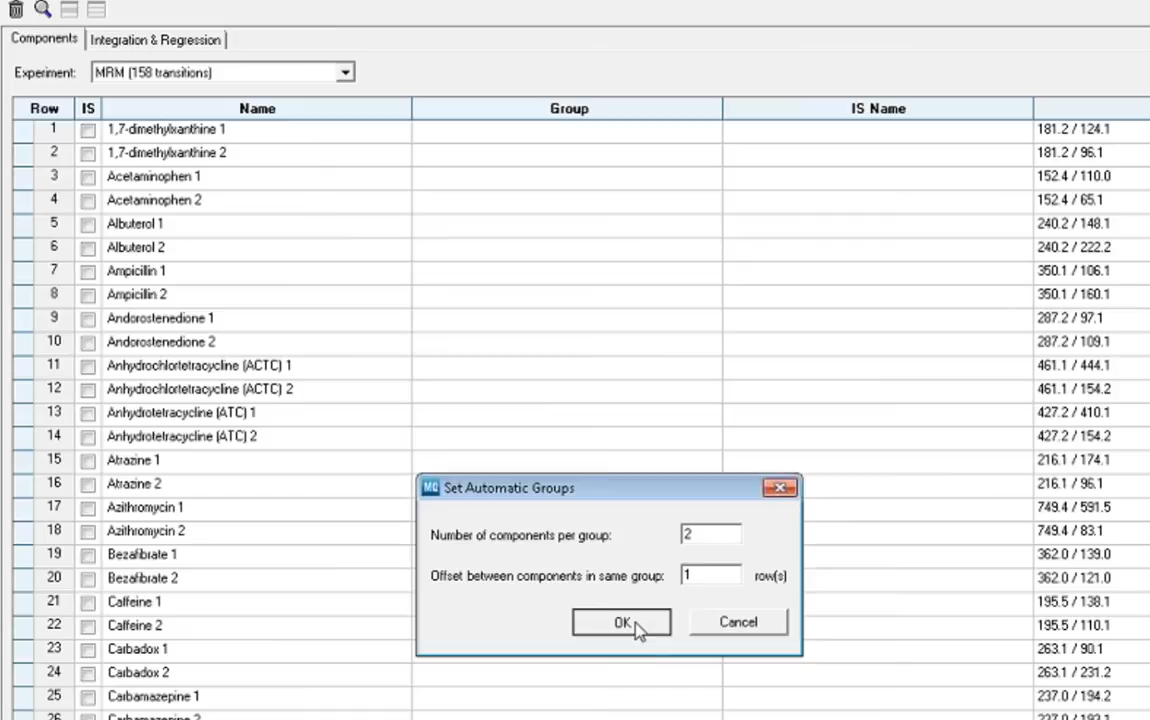 Components Integration & Regression
Experiment: MRM (158 transitions)
Row IS Name Group IS Name
1 1,7-dimethylxanthine 1 181.2 / 124.1
2 1,7-dimethylxanthine 2 181.2 / 96.1
3 Acetaminophen 1 152.4 / 110.0
4 Acetaminophen 2 152.4 / 65.1
5 Albuterol 1 240.2 / 148.1
6 Albuterol 2 240.2 / 222.2
7 Ampicillin 1 350.1 / 106.1
8 Ampicillin 2 350.1 / 160.1
9 Andorostenedione 1 287.2 / 97.1
10 Andorostenedione 2 287.2 / 109.1
11 Anhydrochlortetracycline (ACTC) 1 461.1 / 444.1
12 Anhydrochlortetracycline (ACTC) 2 461.1 / 154.2
13 Anhydrotetracycline (ATC) 1 427.2 / 410.1
14 Anhydrotetracycline (ATC) 2 427.2 / 154.2
15 Atrazine 1 216.1 / 174.1
16 Atrazine 2 216.1 / 96.1
17 Azithromycin 1 749.4 / 591.5
18 Azithromycin 2 749.4 / 83.1
19 Bezafibrate 1 362.0 / 139.0
20 Bezafibrate 2 362.0 / 121.0
21 Caffeine 1 195.5 / 138.1
22 Caffeine 2 195.5 / 110.1
23 Carbadox 1 263.1 / 90.1
24 Carbadox 2 263.1 / 231.2
25 Carbamazepine 1 237.0 / 194.2
26 Carbamazepine 2 237.0 / 193.1
MQ Set Automatic Groups
Number of components per group: 2
Offset between components in same group: 1 row(s)
OK Cancel